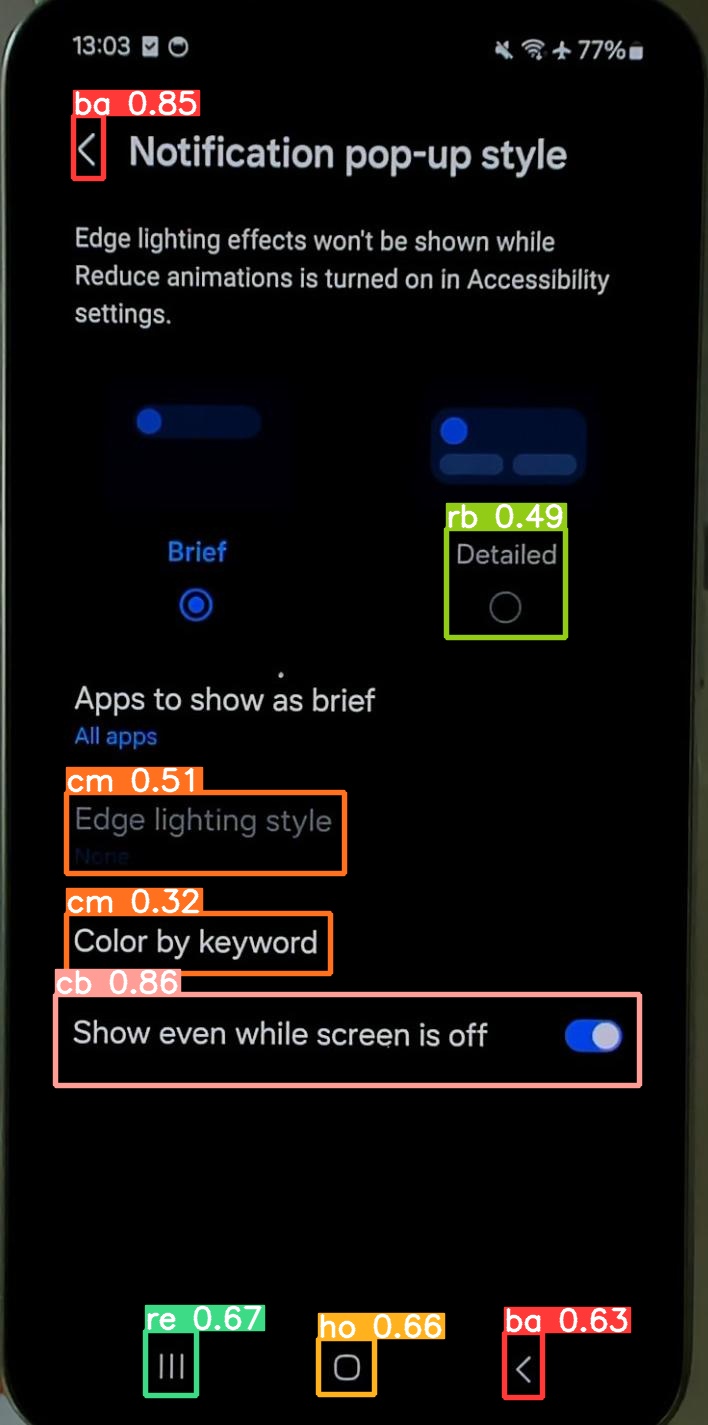 13:03
77%
ba 0.85
Notification pop-up style
Edge lighting effects won't be shown while
Reduce animations is turned on in Accessibility
settings.
rb 0.49
Brief
Detailed
Apps to show as brief
All apps
cm 0.51
Edge lighting style
None
cm 0.32
Color by keyword
cb 0.86
Show even while screen is off
re 0.67
ho 0.66
ba 0.63